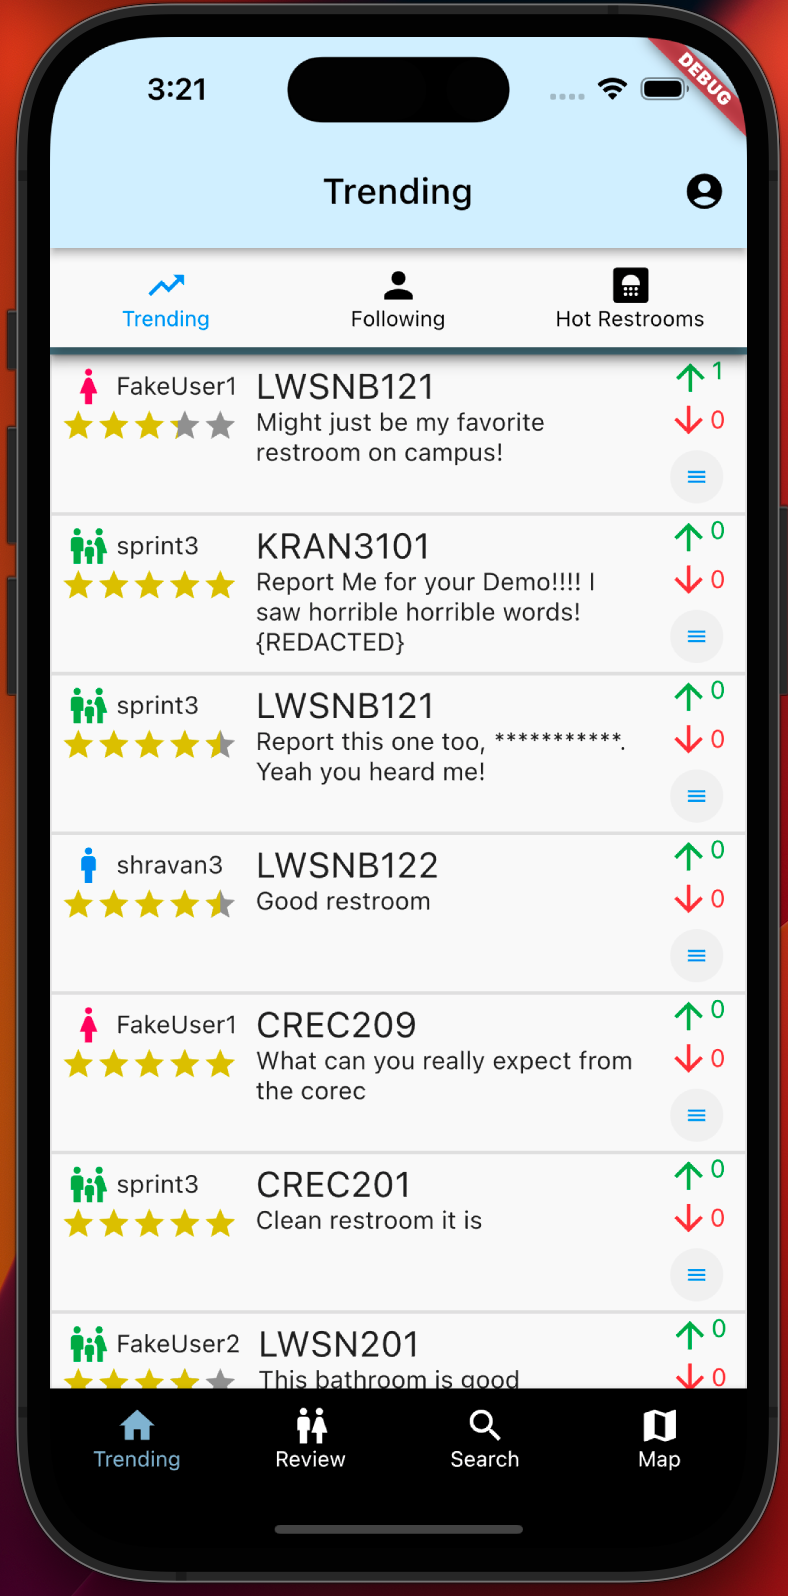 3:21
DEBUG
Trending
Trending
Following
Hot Restrooms
FakeUser1
LWSNB121
Might just be my favorite
restroom on campus!
1
0
sprint3
KRAN3101
Report Me for your Demo!!!! I
saw horrible horrible words!
{REDACTED}
0
0
sprint3
LWSNB121
Report this one too, ***********.
Yeah you heard me!
0
0
shravan3
LWSNB122
Good restroom
0
0
FakeUser1
CREC209
What can you really expect from
the corec
0
0
sprint3
CREC201
Clean restroom it is
0
0
FakeUser2
LWSN201
This bathroom is good
0
0
Trending
Review
Search
Map